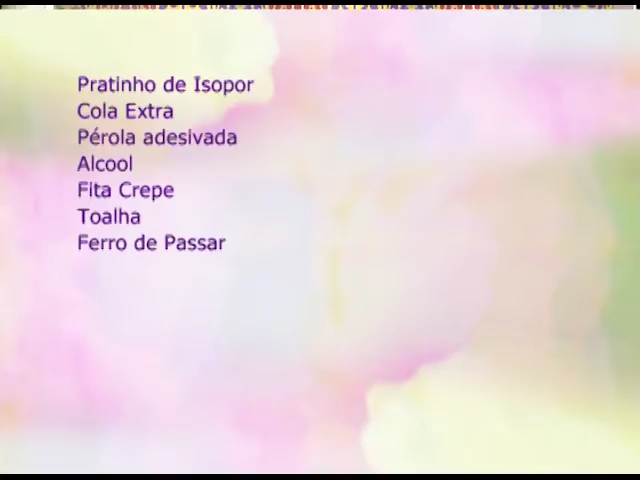 Pratinho de Isopor
Cola Extra
Pérola adesivada
Alcool
Fita Crepe
Toalha
Ferro de Passar